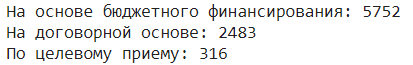 На основе бюджетного финансирования: 5752
На договорной основе: 2483
По целевому приему: 316